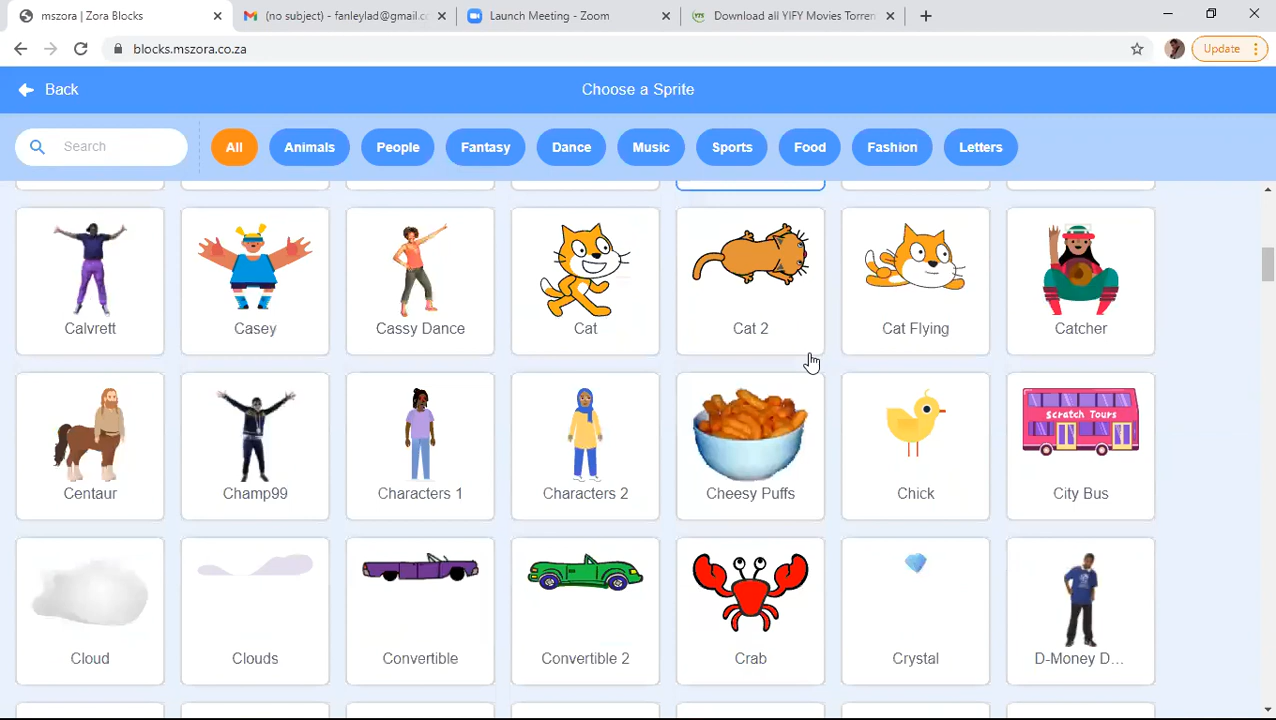 mszora | Zora Blocks
(no subject) - fanleylad@gmail.co
Launch Meeting - Zoom
Download all YIFY Movies Torren
blocks.mszora.co.za
Update
Back
Choose a Sprite
Search
All
Animals
People
Fantasy
Dance
Music
Sports
Food
Fashion
Letters
Calvrett
Casey
Cassy Dance
Cat
Cat 2
Cat Flying
Catcher
Scratch Tours
Centaur
Champ99
Characters 1
Characters 2
Cheesy Puffs
Chick
City Bus
Cloud
Clouds
Convertible
Convertible 2
Crab
Crystal
D-Money D...